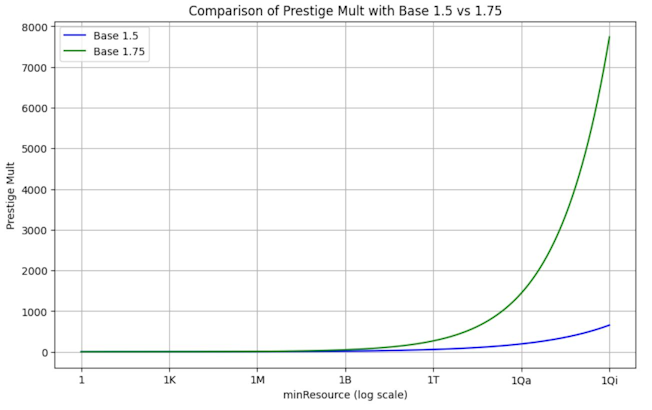 Comparison of Prestige Mult with Base 1.5 vs 1.75
8000
7000
6000
5000
4000
3000
2000
1000
0
Prestige Mult
Base 1.5
Base 1.75
1 1K 1M 1B 1T 1Qa 1Qi
minResource (log scale)